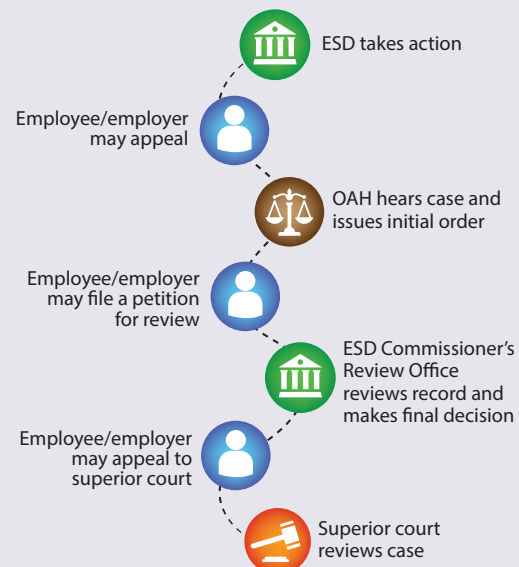 ESD takes action
Employee/employer
may appeal
OAH hears case and
issues initial order
Employee/employer
may file a petition
for review
ESD Commissioner’s
Review Office
reviews record and
makes final decision
Employee/employer
may appeal to
superior court
Superior court
reviews case